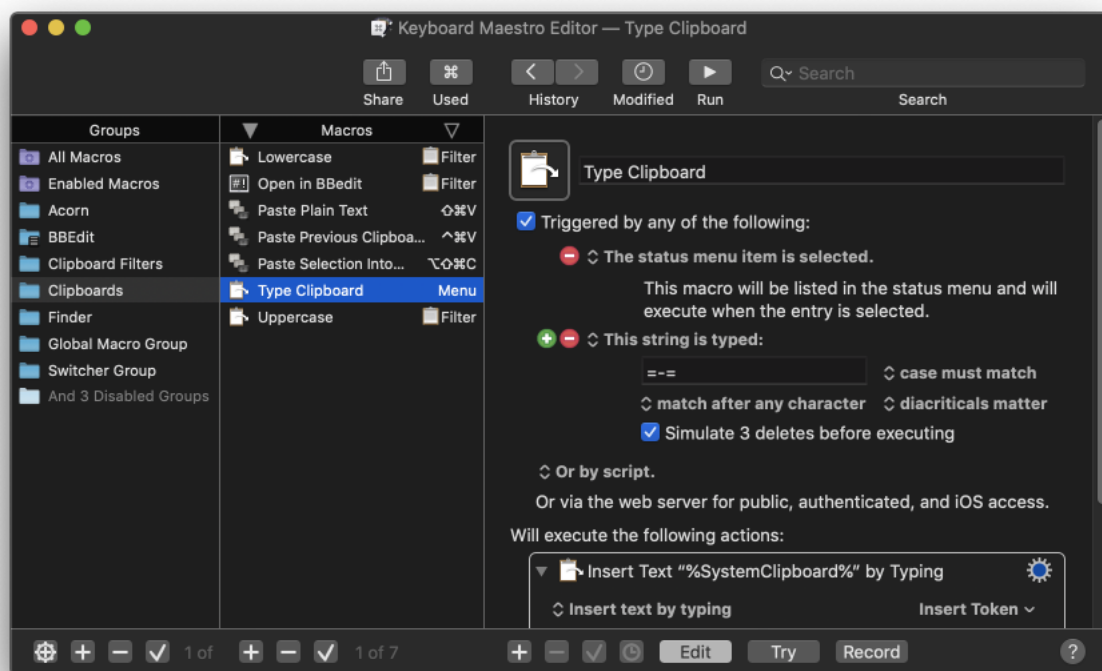 Keyboard Maestro Editor — Type Clipboard
Share
Used
History
Modified
Run
Search
Search
Groups
All Macros
Enabled Macros
Acorn
BBEdit
Clipboard Filters
Clipboards
Finder
Global Macro Group
Switcher Group
And 3 Disabled Groups
Macros
Lowercase Filter
#! Open in BBedit Filter
Paste Plain Text ⇧⌘V
Paste Previous Clipboa... ^⌘V
Paste Selection Into... ⌥⇧⌘C
Type Clipboard Menu
Uppercase Filter
Type Clipboard
Triggered by any of the following:
The status menu item is selected.
This macro will be listed in the status menu and will
execute when the entry is selected.
This string is typed:
=-=
case must match
match after any character
diacriticals matter
Simulate 3 deletes before executing
Or by script.
Or via the web server for public, authenticated, and iOS access.
Will execute the following actions:
Insert Text “%SystemClipboard%” by Typing
Insert text by typing
Insert Token
1 of
1 of 7
Edit
Try
Record
?